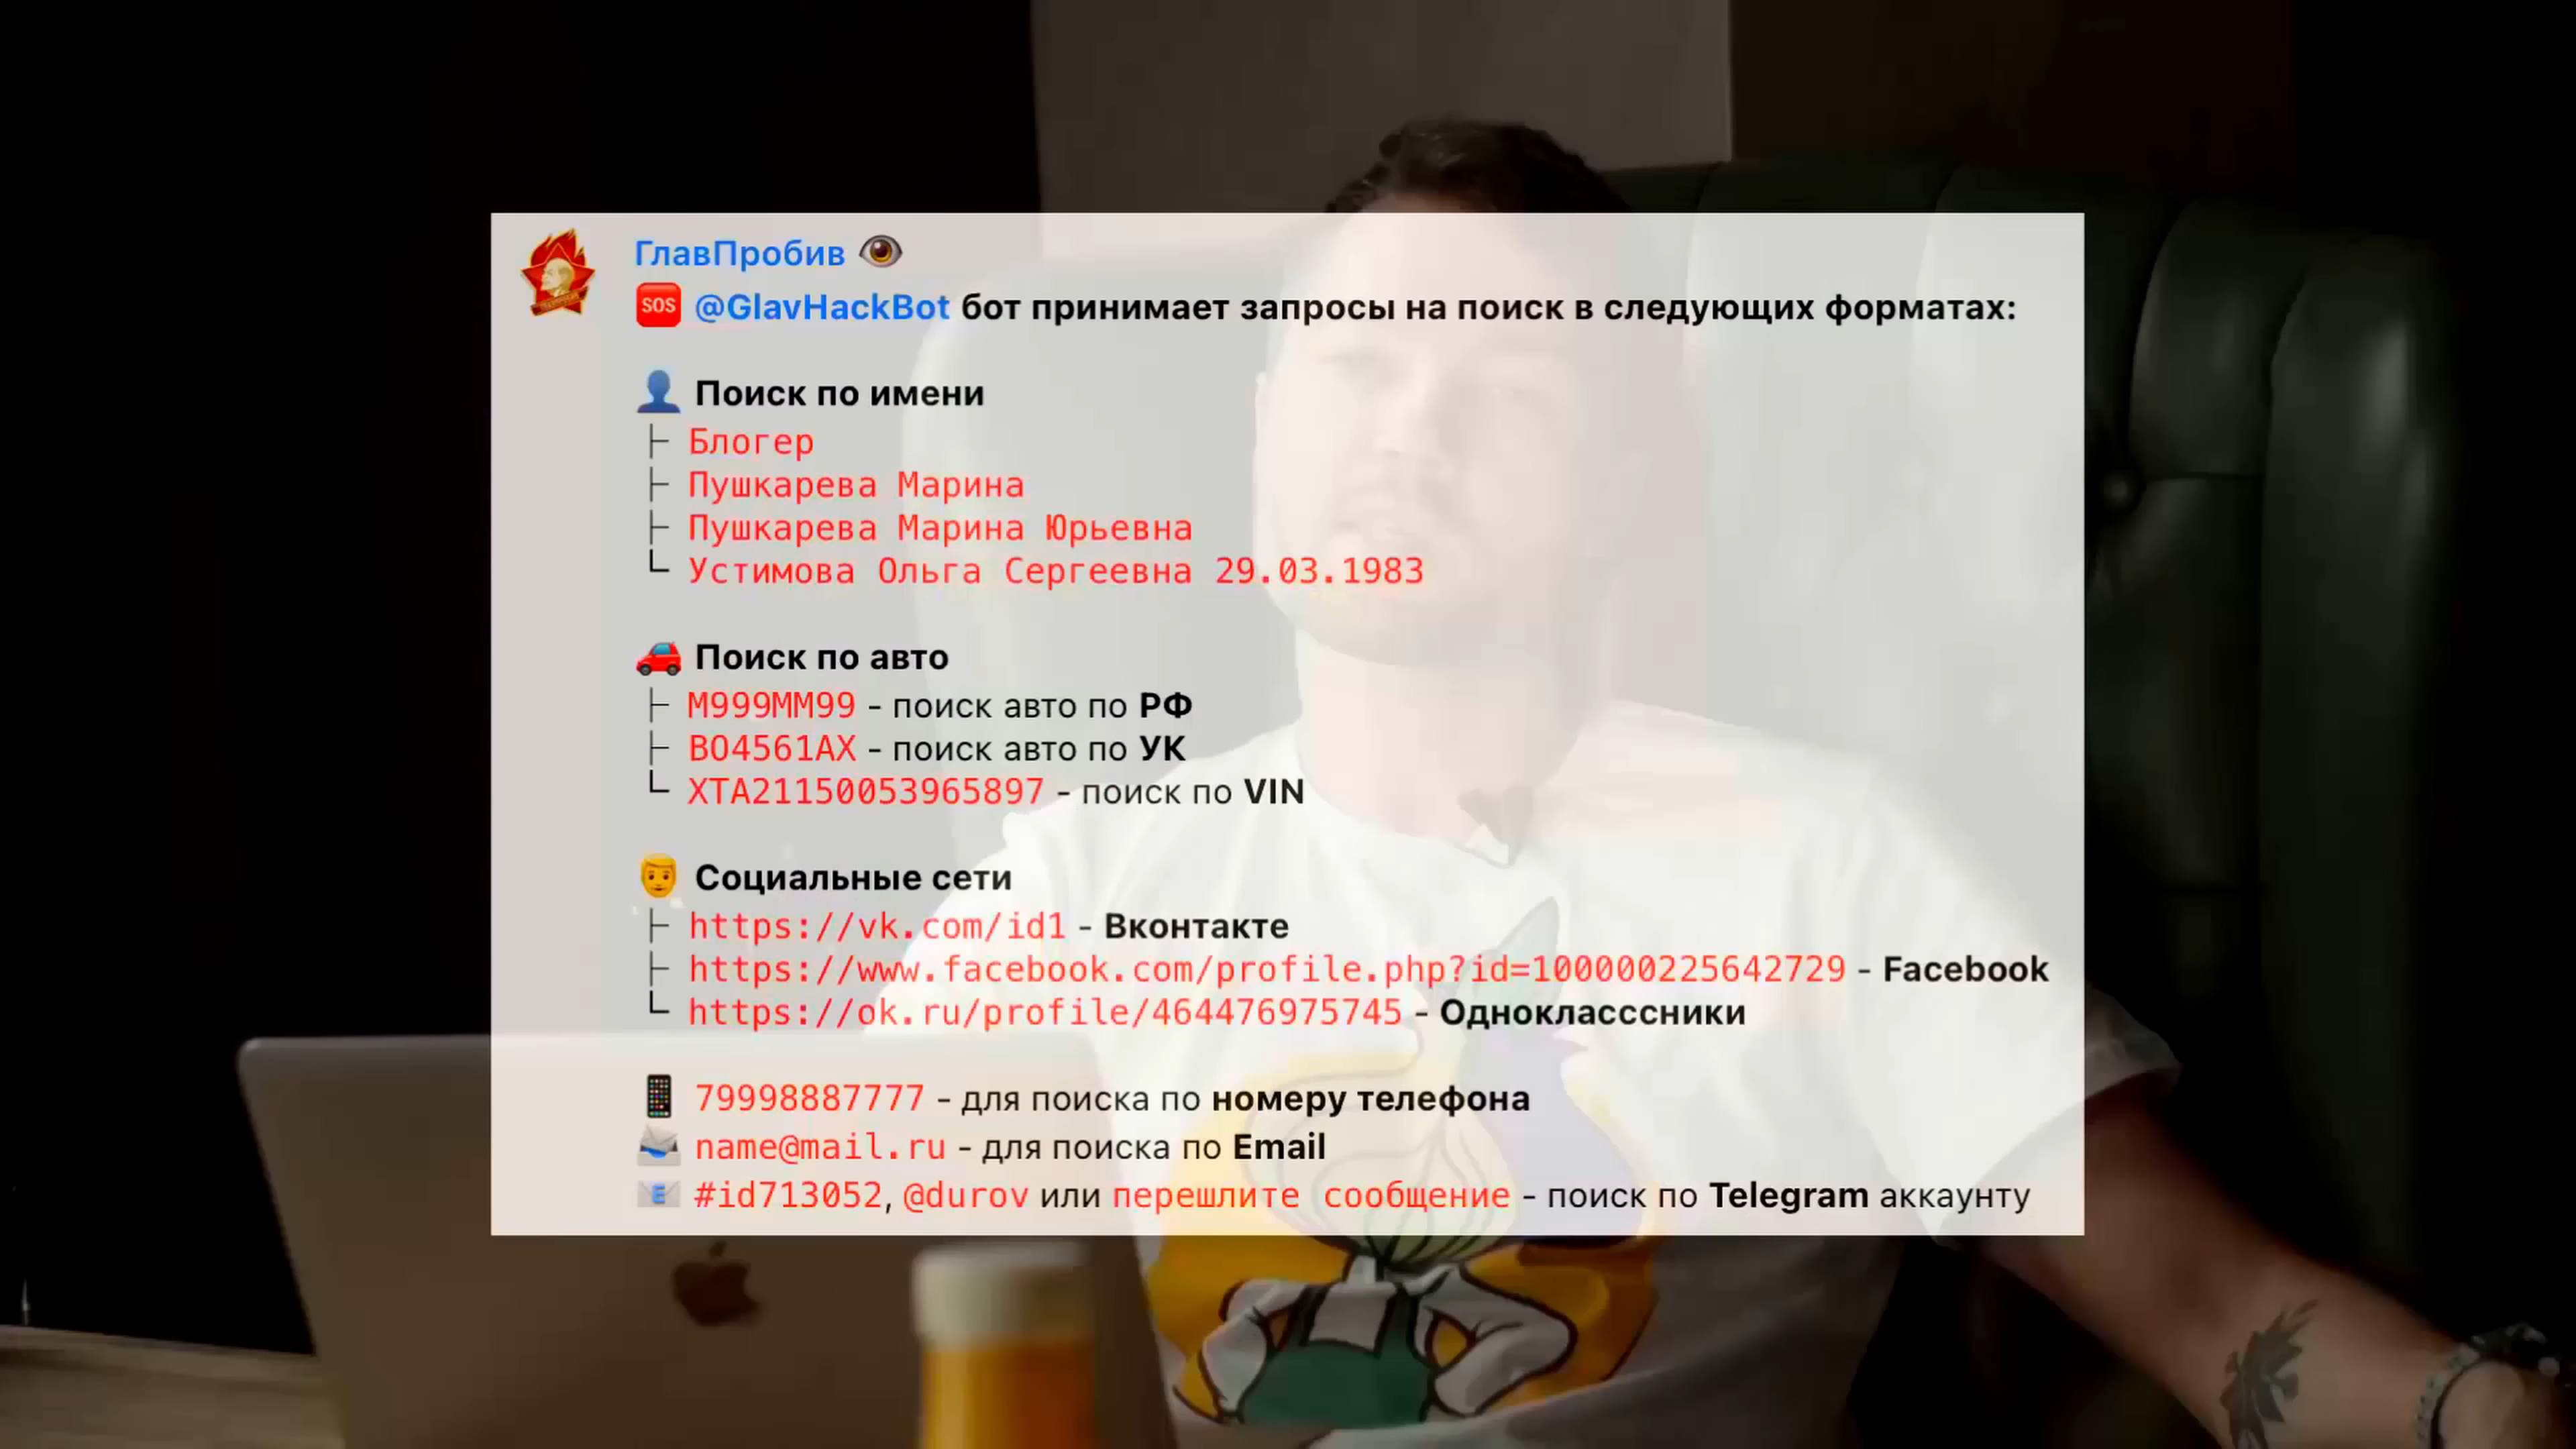 ГлавПробив
SOS @GlavHackBot бот принимает запросы на поиск в следующих форматах:
Поиск по имени
Блогер
Пушкарева Марина
Пушкарева Марина Юрьевна
Устимова Ольга Сергеевна 29.03.1983
Поиск по авто
М999ММ99 - поиск авто по РФ
ВО4561АХ - поиск авто по УК
XTA21150053965897 - поиск по VIN
Социальные сети
https://vk.com/id1 - Вконтакте
https://www.facebook.com/profile.php?id=100000225642729 - Facebook
https://ok.ru/profile/464476975745 - Однокласссники
79998887777 - для поиска по номеру телефона
name@mail.ru - для поиска по Email
#id713052, @durov или перешлите сообщение - поиск по Telegram аккаунту